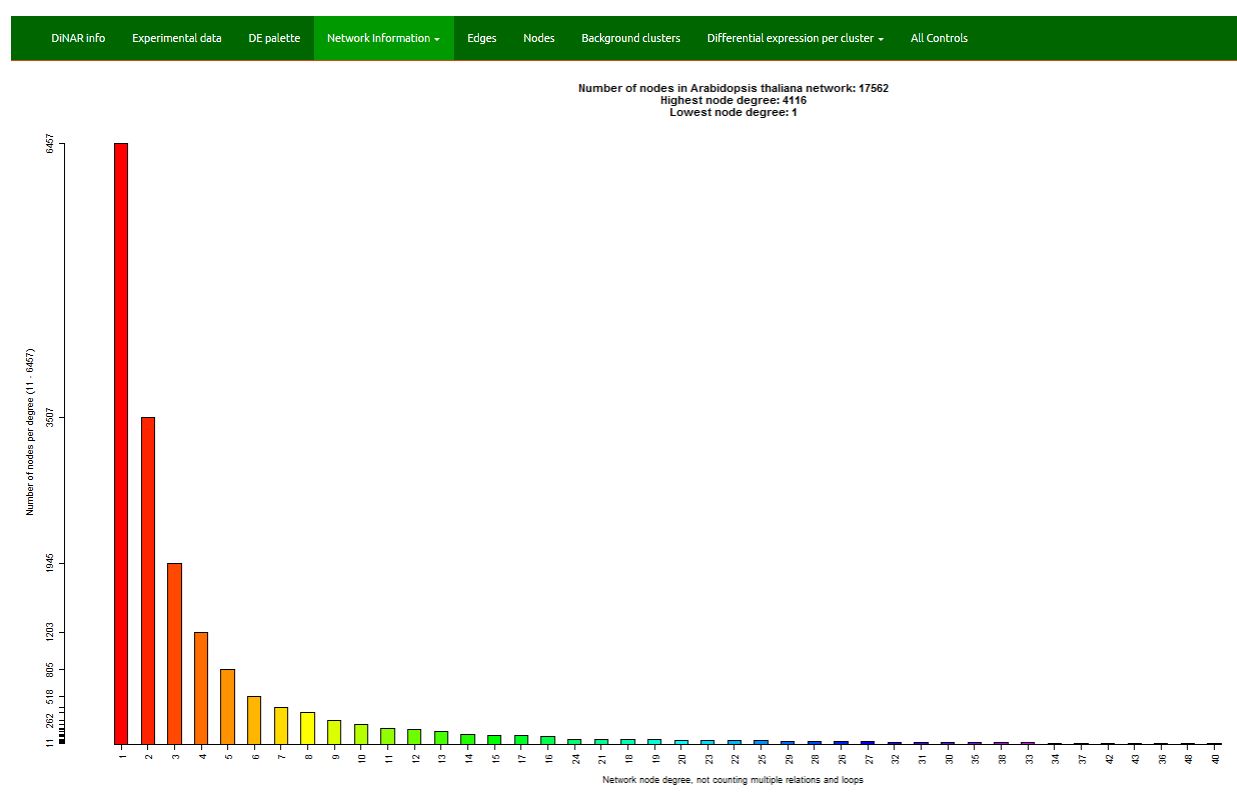 DiNAR info Experimental data DE palette Network Information Edges Nodes Background clusters Differential expression per cluster All Controls
Number of nodes in Arabidopsis thaliana network: 17562
Highest node degree: 4116
Lowest node degree: 1
Number of nodes per degree (11 - 6457)
6457
3507
1945
1203
805
518
262
11
1 2 3 4 5 6 7 8 9 10 11 12 13 14 15 17 16 24 21 18 19 20 23 22 25 29 28 26 27 32 31 30 35 38 33 34 37 42 43 36 48 40
Network node degree, not counting multiple relations and loops